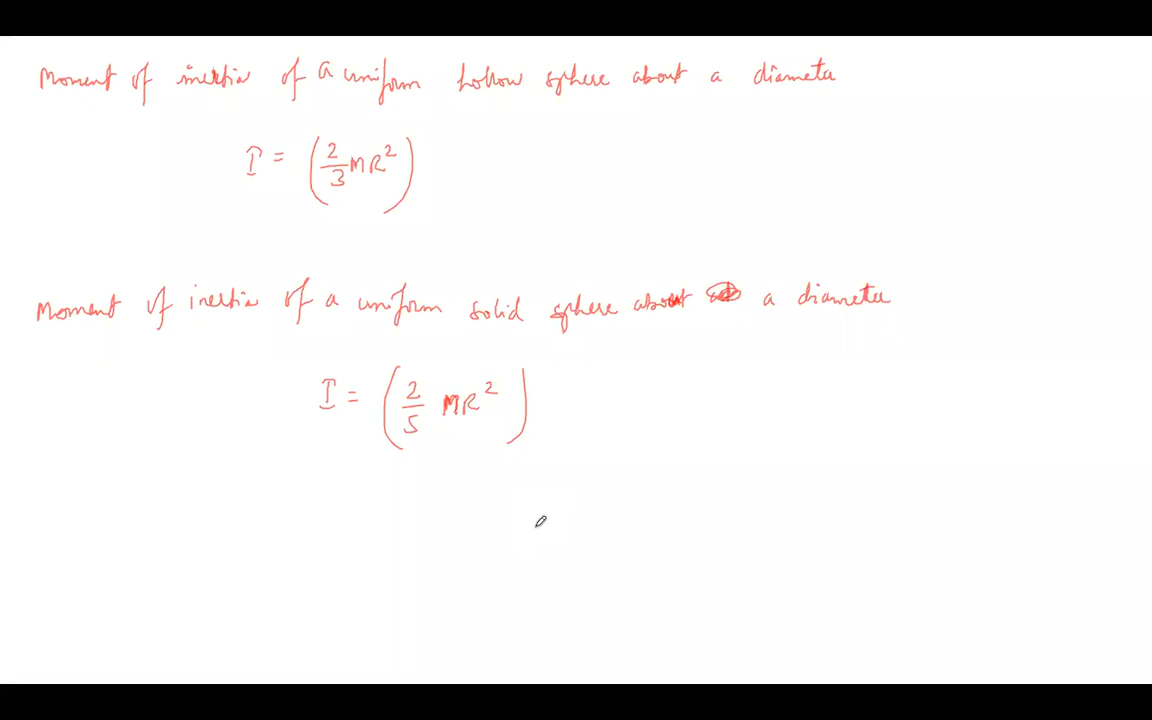 Moment of inertia of a uniform hollow sphere about a diameter
I = (2/3 MR²)
Moment of inertia of a uniform solid sphere about a diameter
I = (2/5 MR²)